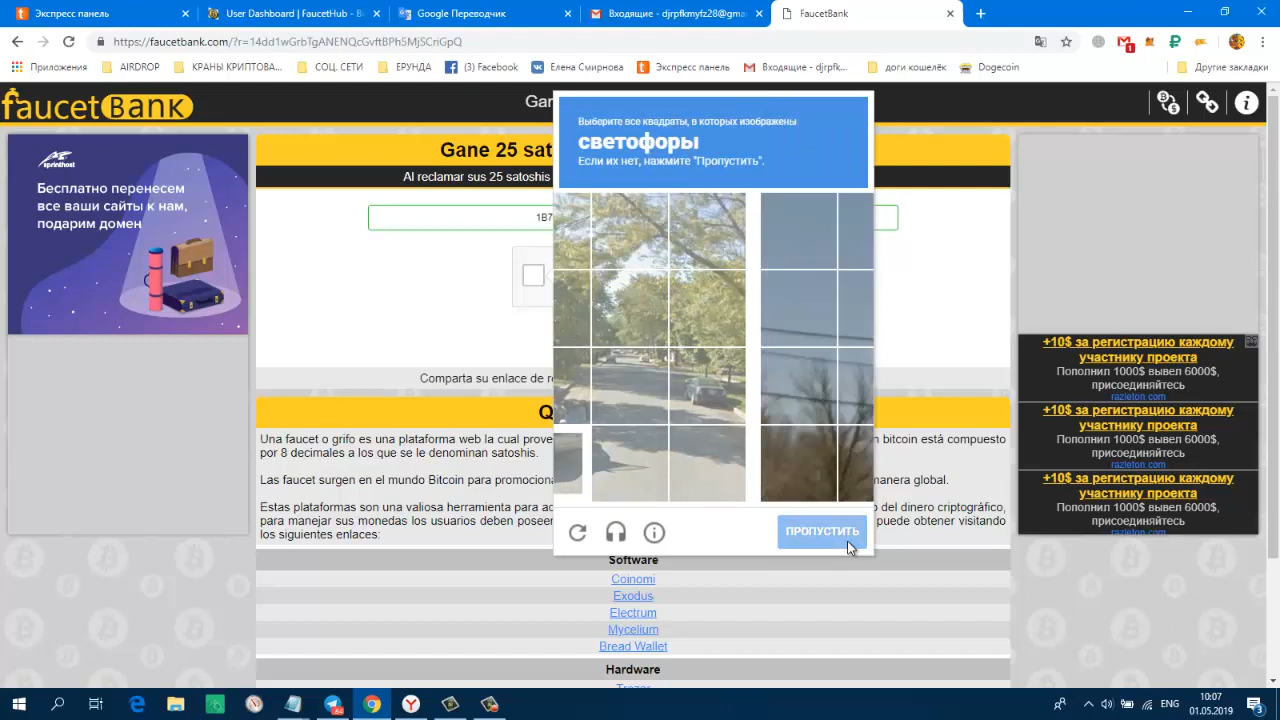 Экспресс панель
User Dashboard | FaucetHub - Bi
Google Переводчик
Входящие - djrpfkmyfz28@gma
FaucetBank
https://faucetbank.com/?r=14dd1wGrbTgANENQcGvftBPhSMjSCriGpQ
Приложения
AIRDROP
КРАНЫ КРИПТОВА...
СОЦ. СЕТИ
ЕРУНДА
(3) Facebook
Елена Смирнова
Экспресс панель
Входящие - djrpfk...
доги кошелёк
Dogecoin
Другие закладки
faucetBank
Gan
Бесплатно перенесем
все ваши сайты к нам,
подарим домен
sprinthost
Gane 25 sat
Al reclamar sus 25 satoshis
1B7
Выберите все квадраты, в которых изображены
светофоры
Если их нет, нажмите "Пропустить".
ПРОПУСТИТЬ
Comparta su enlace de re
Q
Una faucet o grifo es una plataforma web la cual prove
n bitcoin está compuesto
por 8 decimales a los que se le denominan satoshis.
Las faucet surgen en el mundo Bitcoin para promocion
manera global.
Estas plataformas son una valiosa herramienta para ac
o del dinero criptográfico,
para manejar sus monedas los usuarios deben poseer
puede obtener visitando
los siguientes enlaces:
Software
Coinomi
Exodus
Electrum
Mycelium
Bread Wallet
Hardware
+10$ за регистрацию каждому
участнику проекта
Пополнил 1000$ вывел 6000$,
присоединяйтесь
razleton.com
+10$ за регистрацию каждому
участнику проекта
Пополнил 1000$ вывел 6000$,
присоединяйтесь
razleton.com
+10$ за регистрацию каждому
участнику проекта
Пополнил 1000$ вывел 6000$,
присоединяйтесь
razleton.com
ENG
10:07
01.05.2019